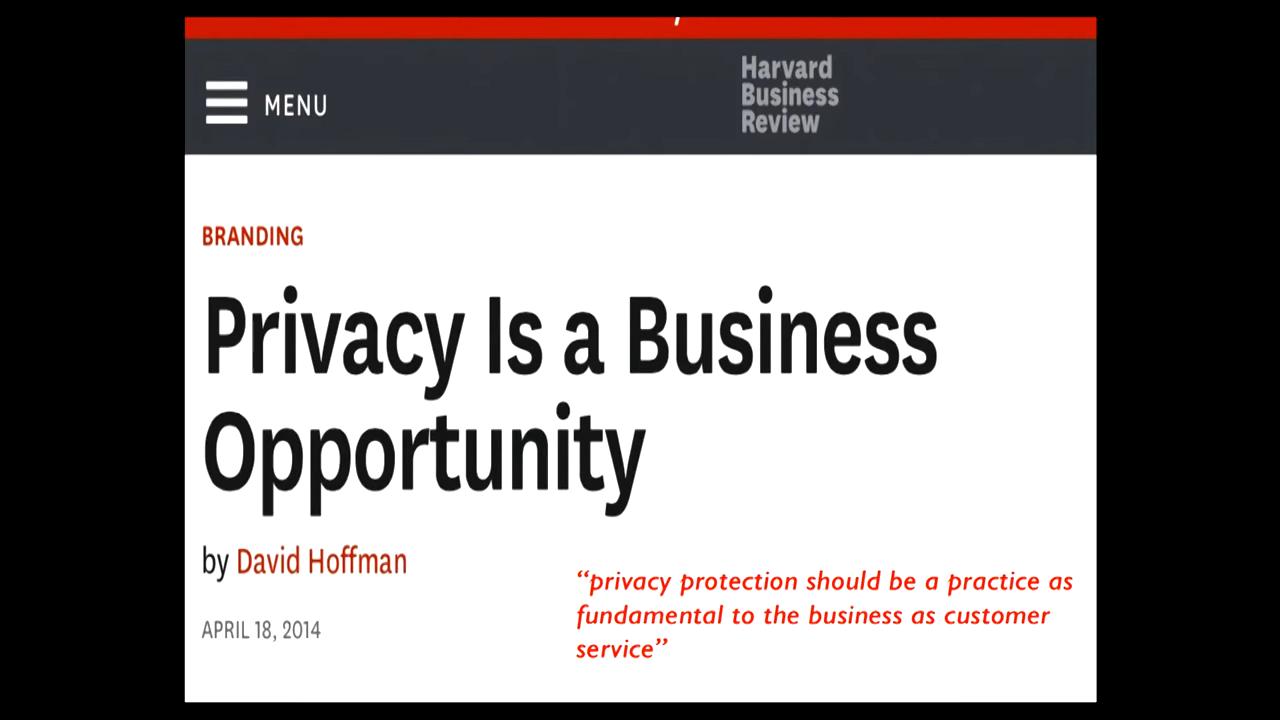 MENU
Harvard
Business
Review
BRANDING
Privacy Is a Business
Opportunity
by David Hoffman
APRIL 18, 2014
“privacy protection should be a practice as
fundamental to the business as customer
service”